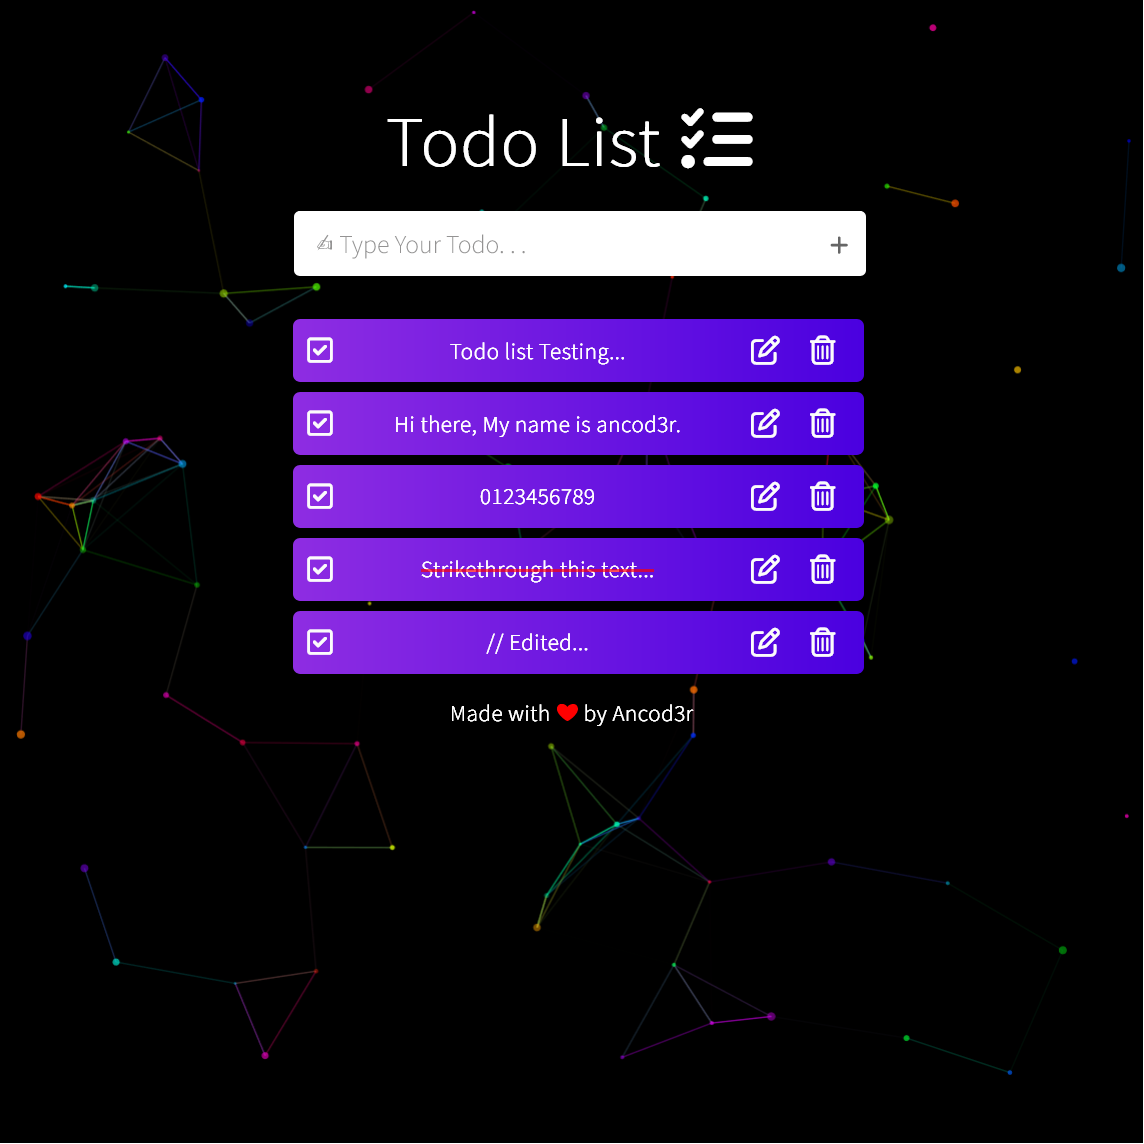 Todo List
✍ Type Your Todo. . .
Todo list Testing...
Hi there, My name is ancod3r.
0123456789
Strikethrough this text...
// Edited...
Made with ❤ by Ancod3r